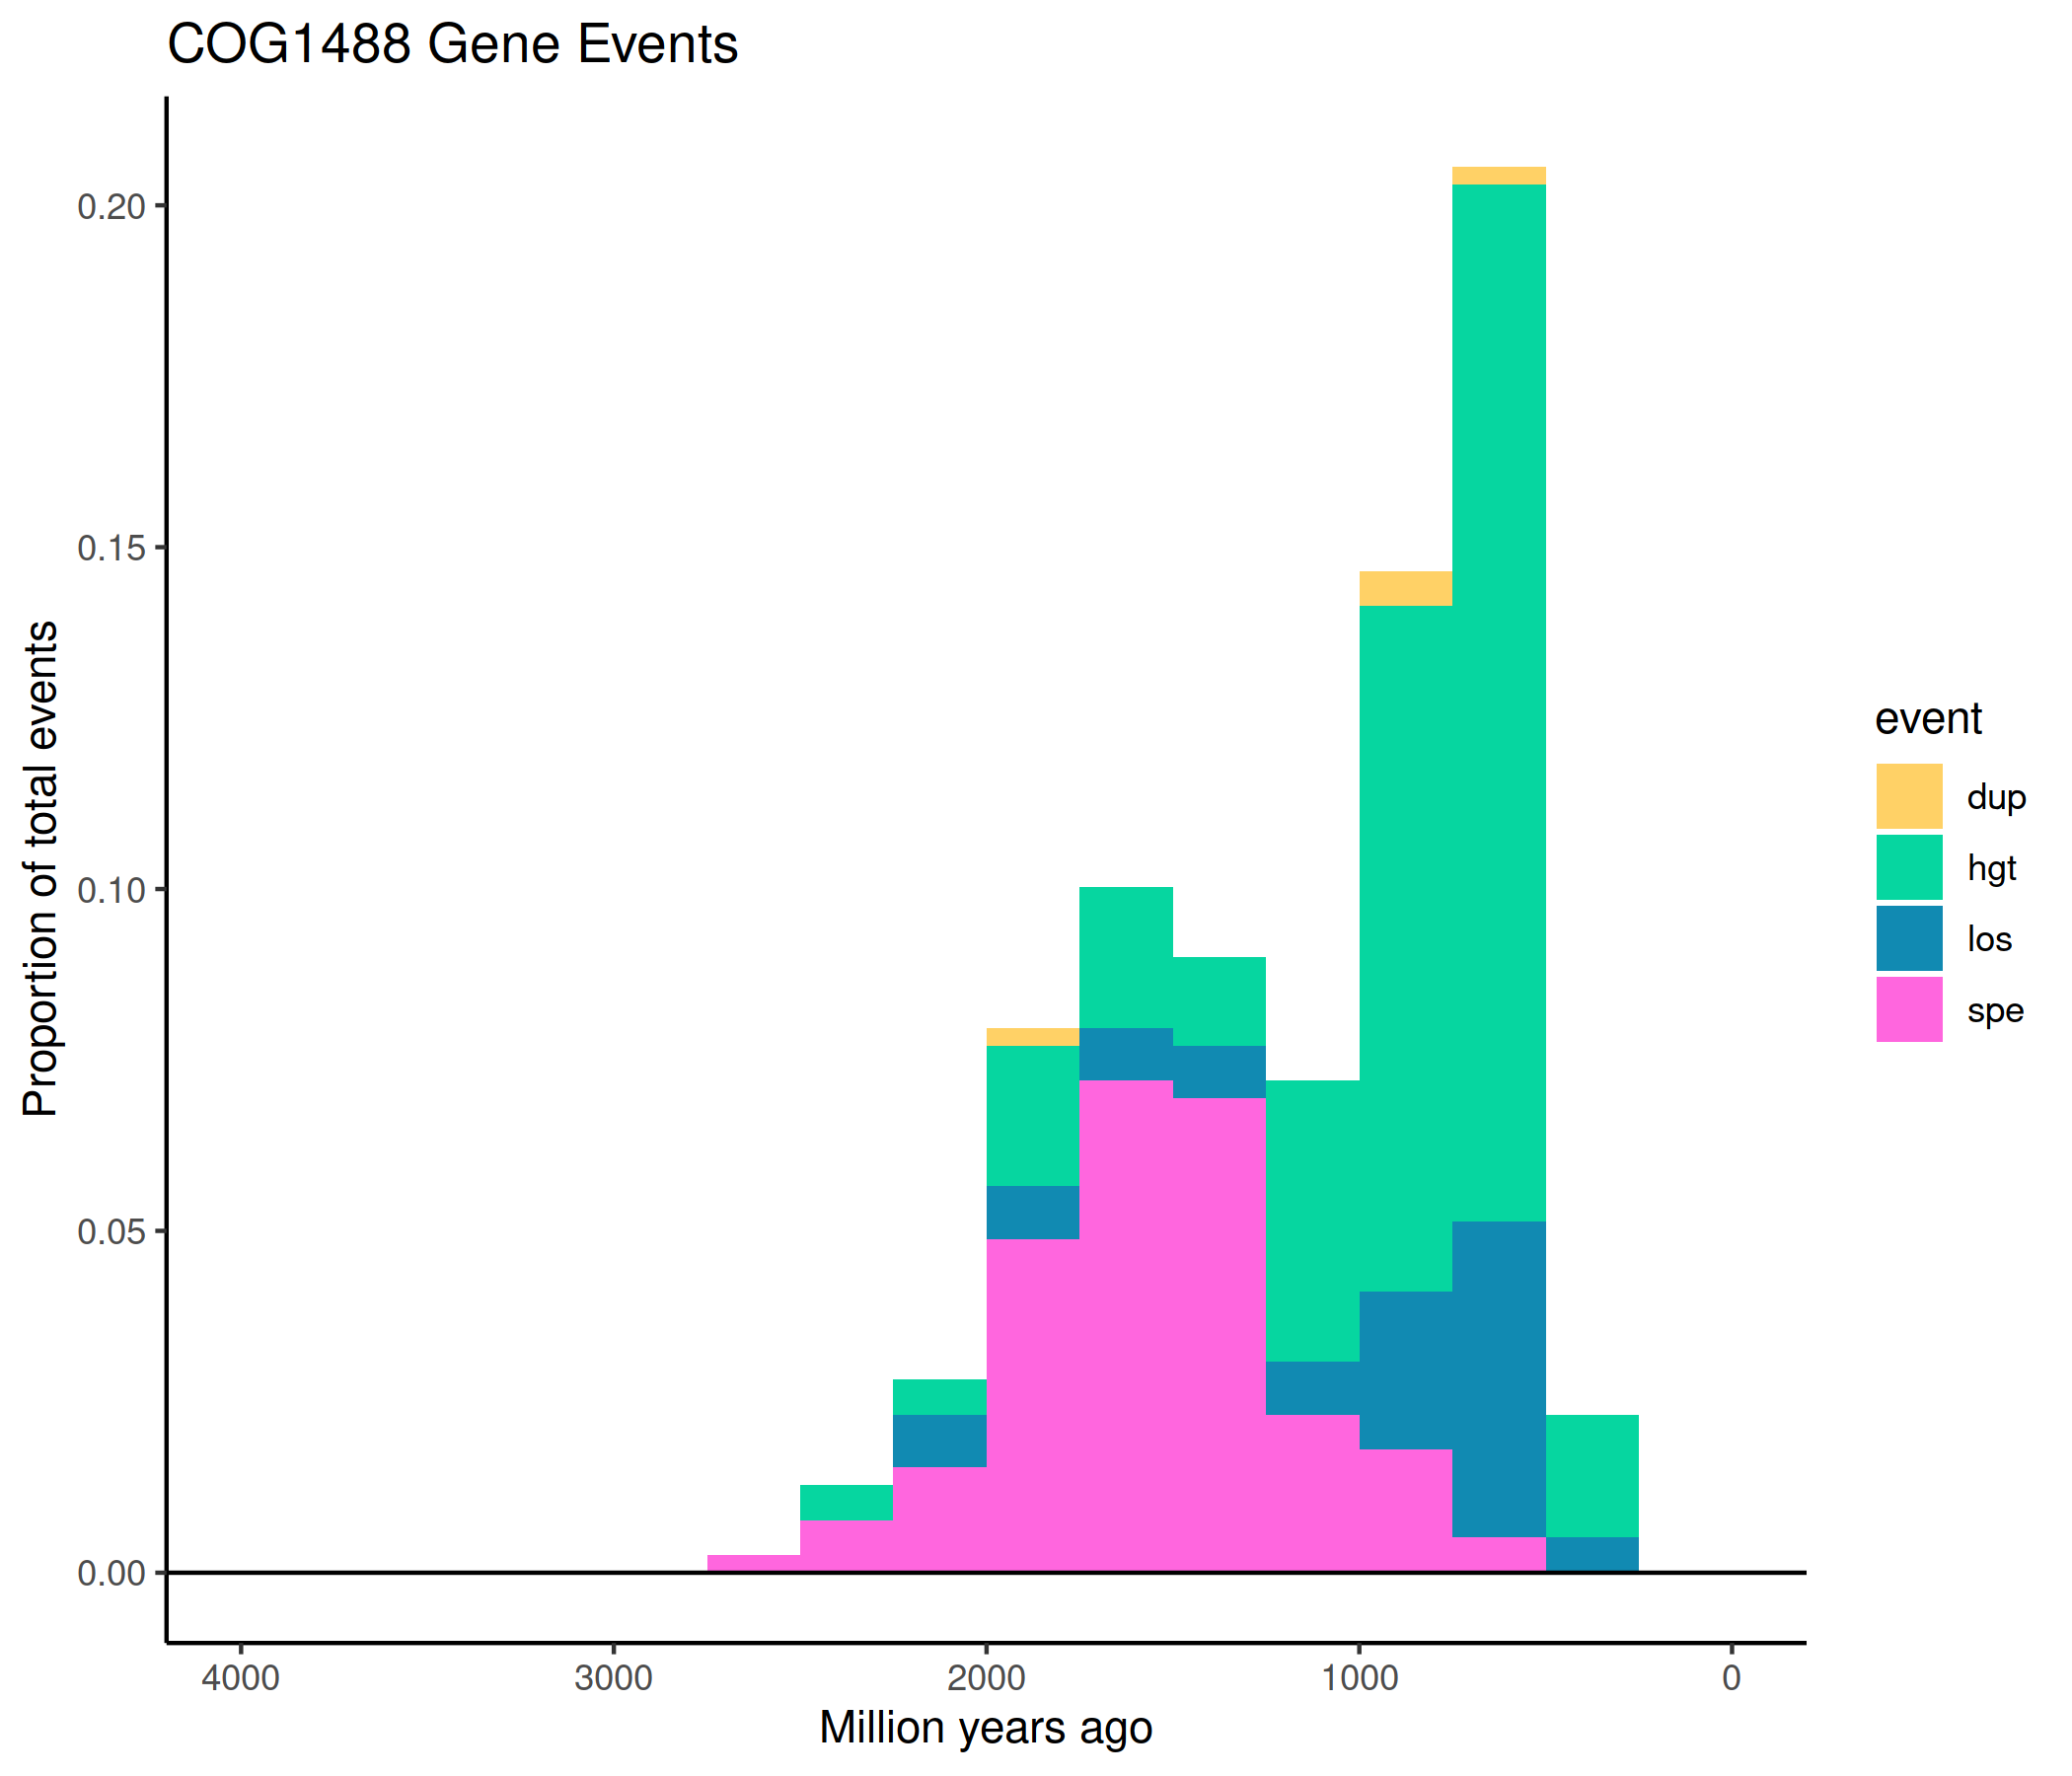 COG1488 Gene Events
Proportion of total events
0.20
0.15
0.10
0.05
0.00
4000 3000 2000 1000 0
Million years ago
event
dup
hgt
los
spe